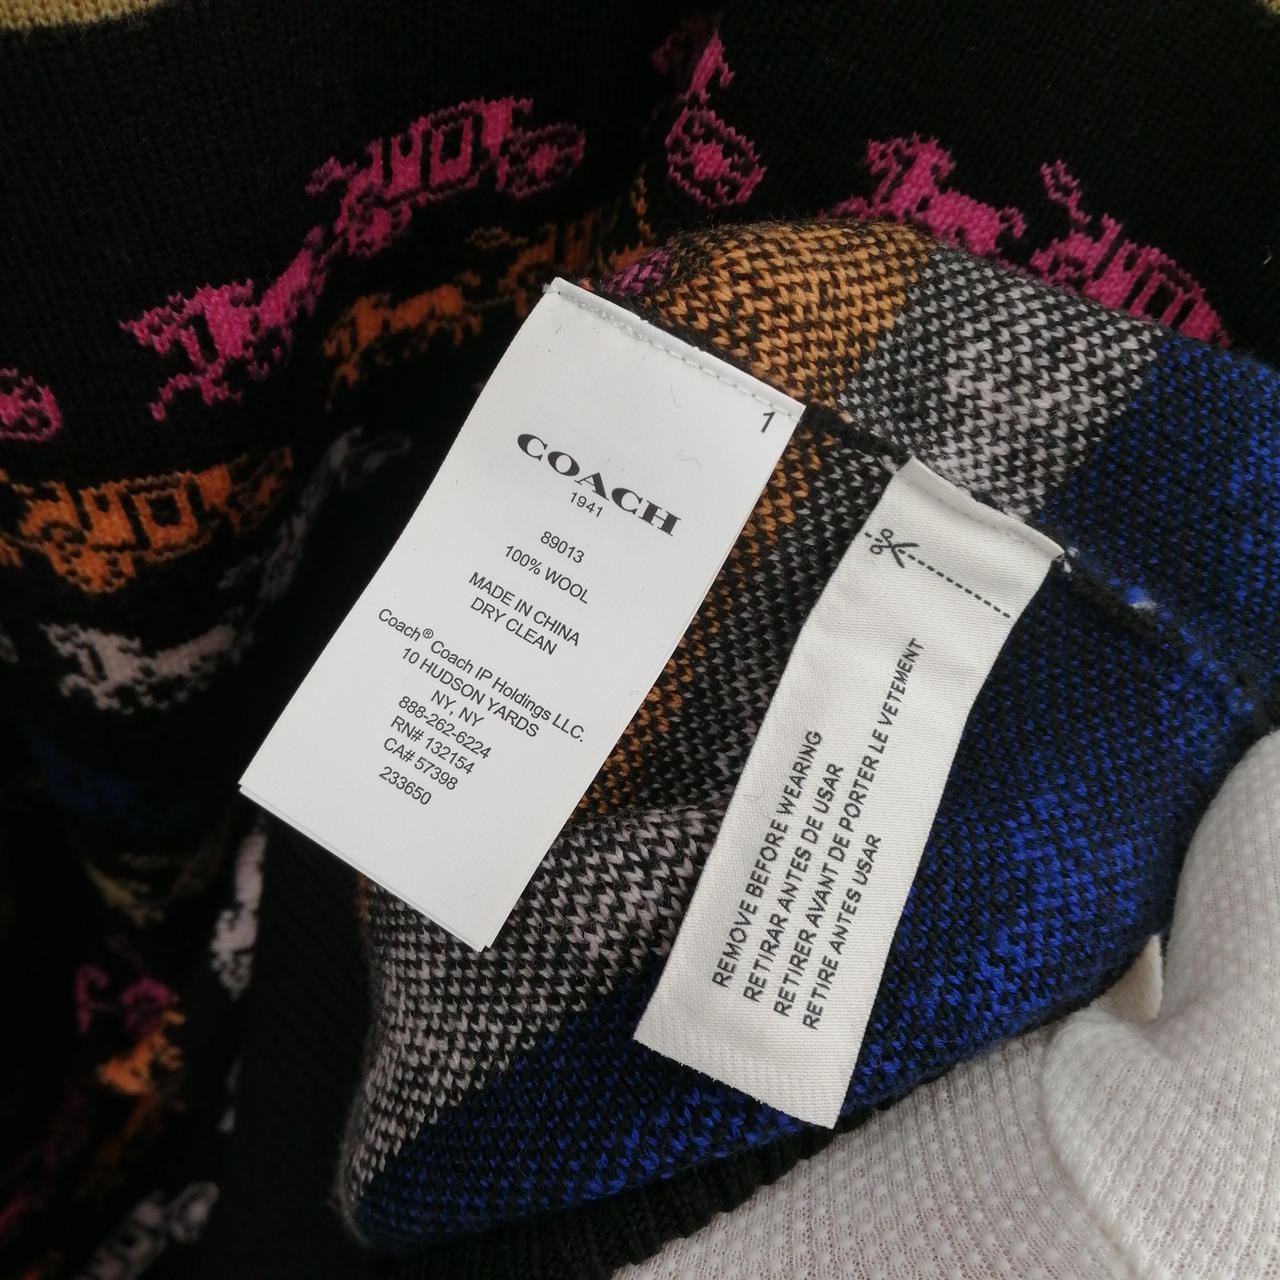 1
COACH
1941
89013
100% WOOL
MADE IN CHINA
DRY CLEAN
Coach® Coach IP Holdings LLC.
10 HUDSON YARDS
NY, NY
888-262-6224
RN# 132154
CA# 57398
233650
REMOVE BEFORE WEARING
RETIRAR ANTES DE USAR
RETIRER AVANT DE PORTER LE VETEMENT
RETIRE ANTES USAR